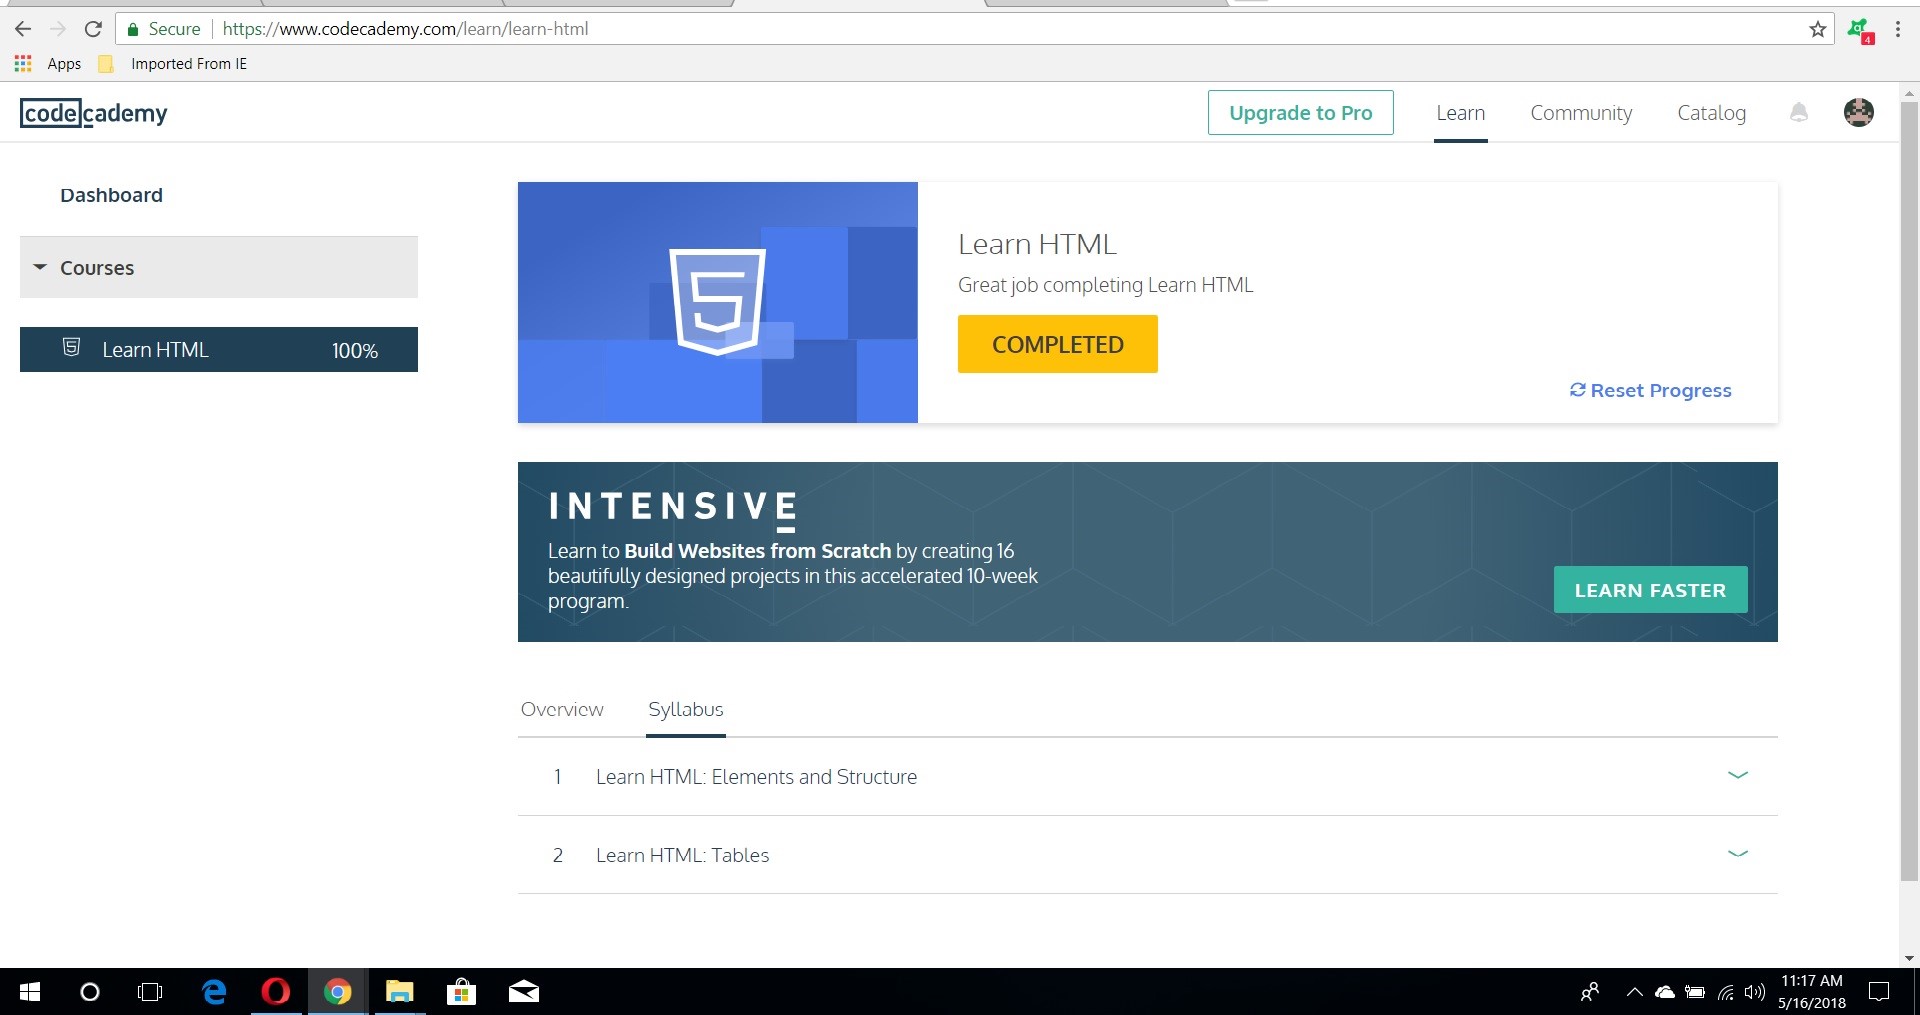 Secure https://www.codecademy.com/learn/learn-html
4
Apps Imported From IE
codecademy
Upgrade to Pro Learn Community Catalog
Dashboard
Courses
Learn HTML 100%
Learn HTML
Great job completing Learn HTML
COMPLETED
Reset Progress
INTENSIVE
Learn to Build Websites from Scratch by creating 16
beautifully designed projects in this accelerated 10-week
program.
LEARN FASTER
Overview Syllabus
1 Learn HTML: Elements and Structure
2 Learn HTML: Tables
11:17 AM
5/16/2018